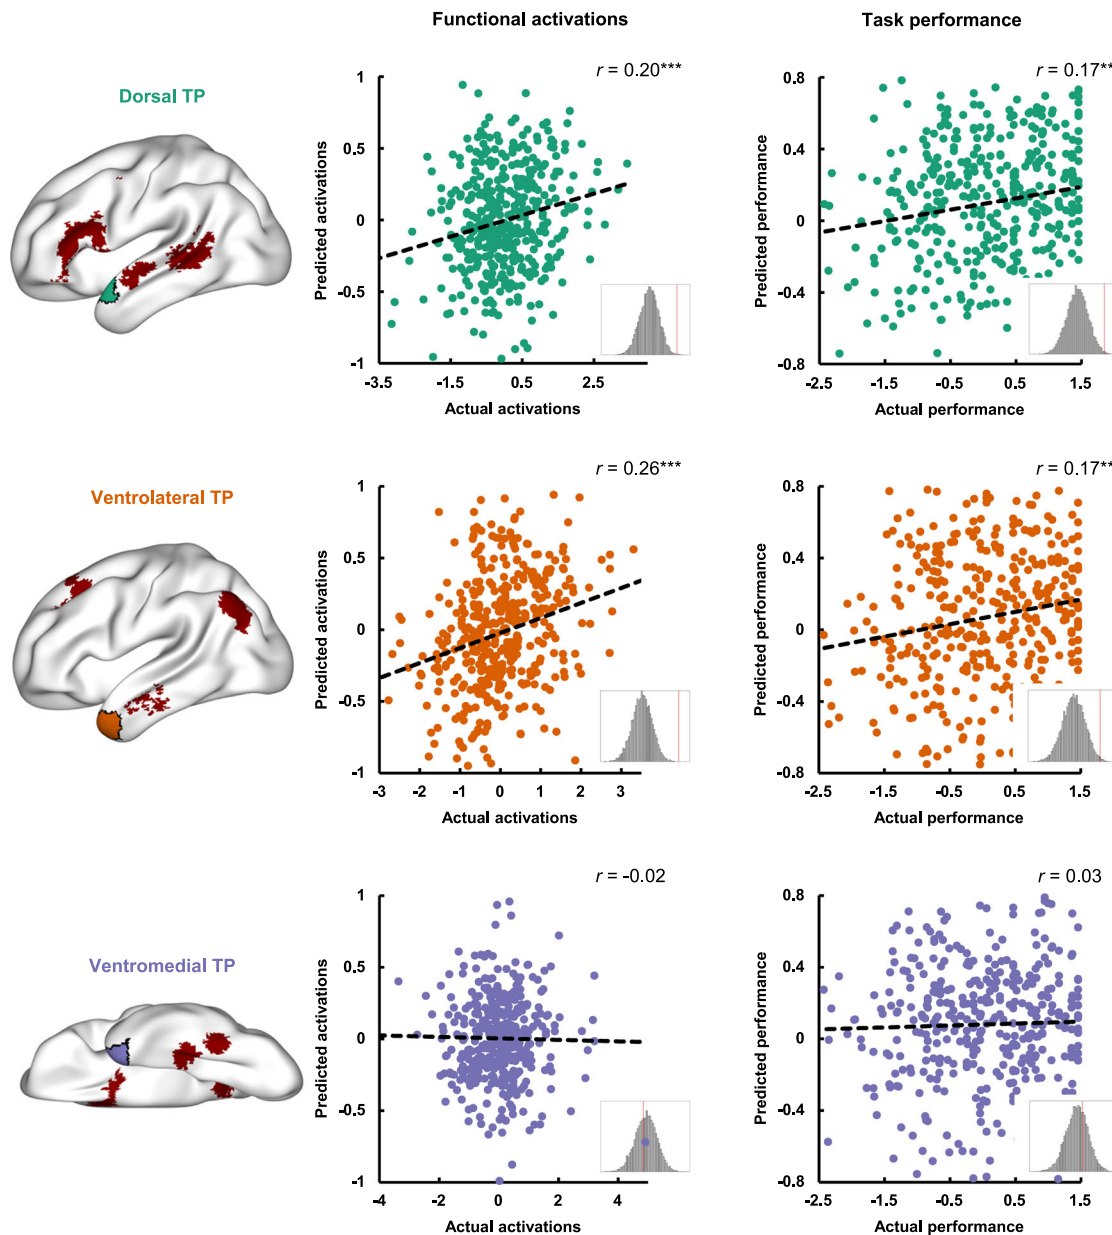 Functional activations
Task performance
Dorsal TP
r = 0.20***
Predicted activations
1
0.5
0
-0.5
-1
-3.5
-1.5
0.5
2.5
Actual activations
r = 0.17**
Predicted performance
0.8
0.4
0
-0.4
-0.8
-2.5
-1.5
-0.5
0.5
1.5
Actual performance
Ventrolateral TP
r = 0.26***
Predicted activations
1
0.5
0
-0.5
-1
-3
-2
-1
0
1
2
3
Actual activations
r = 0.17**
Predicted performance
0.8
0.4
0
-0.4
-0.8
-2.5
-1.5
-0.5
0.5
1.5
Actual performance
Ventromedial TP
r = -0.02
Predicted activations
1
0.5
0
-0.5
-1
-4
-2
0
2
4
Actual activations
r = 0.03
Predicted performance
0.8
0.4
0
-0.4
-0.8
-2.5
-1.5
-0.5
0.5
1.5
Actual performance